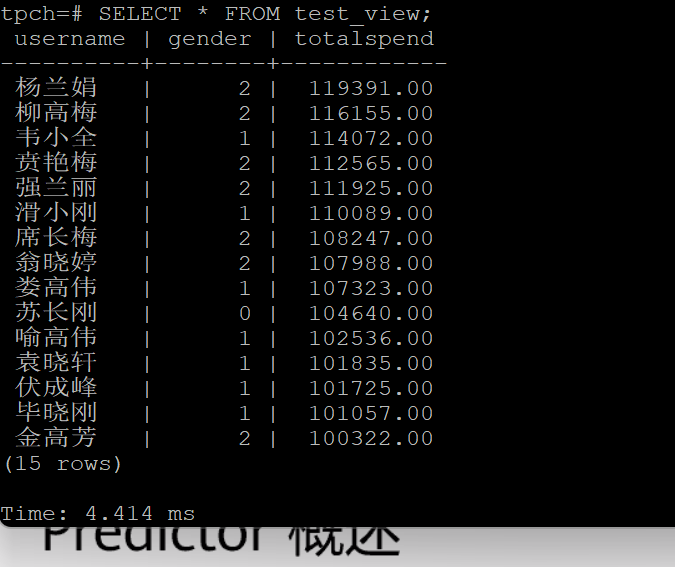 tpch=# SELECT * FROM test_view;
 username | gender | totalspend
----------+--------+------------
 杨兰娟   |      2 |  119391.00
 柳高梅   |      2 |  116155.00
 韦小全   |      1 |  114072.00
 贲艳梅   |      2 |  112565.00
 强兰丽   |      2 |  111925.00
 滑小刚   |      1 |  110089.00
 席长梅   |      2 |  108247.00
 翁晓婷   |      2 |  107988.00
 娄高伟   |      1 |  107323.00
 苏长刚   |      0 |  104640.00
 喻高伟   |      1 |  102536.00
 袁晓轩   |      1 |  101835.00
 伏成峰   |      1 |  101725.00
 毕晓刚   |      1 |  101057.00
 金高芳   |      2 |  100322.00
(15 rows)
Time: 4.414 ms
Predictor 概述